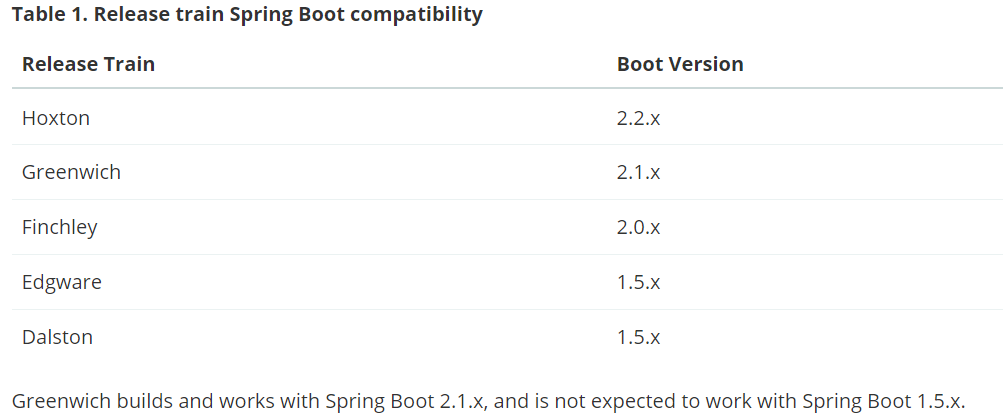 Table 1. Release train Spring Boot compatibility
Release Train Boot Version
Hoxton 2.2.x
Greenwich 2.1.x
Finchley 2.0.x
Edgware 1.5.x
Dalston 1.5.x
Greenwich builds and works with Spring Boot 2.1.x, and is not expected to work with Spring Boot 1.5.x.